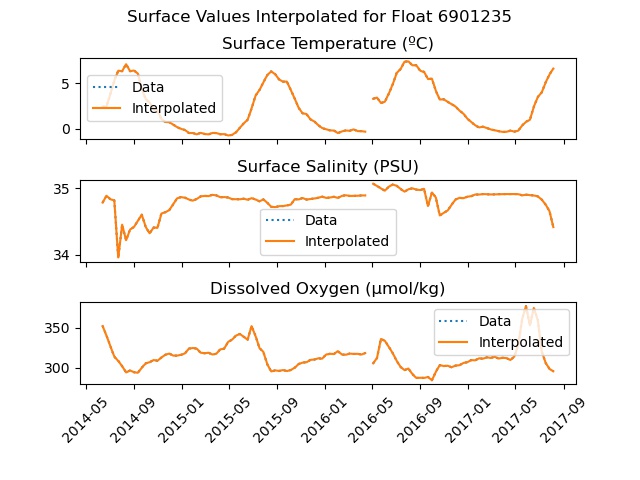 Surface Values Interpolated for Float 6901235
Surface Temperature (ºC)
5
0
Data
Interpolated
Surface Salinity (PSU)
35
34
Data
Interpolated
Dissolved Oxygen (μmol/kg)
350
300
Data
Interpolated
2014-05
2014-09
2015-01
2015-05
2015-09
2016-01
2016-05
2016-09
2017-01
2017-05
2017-09